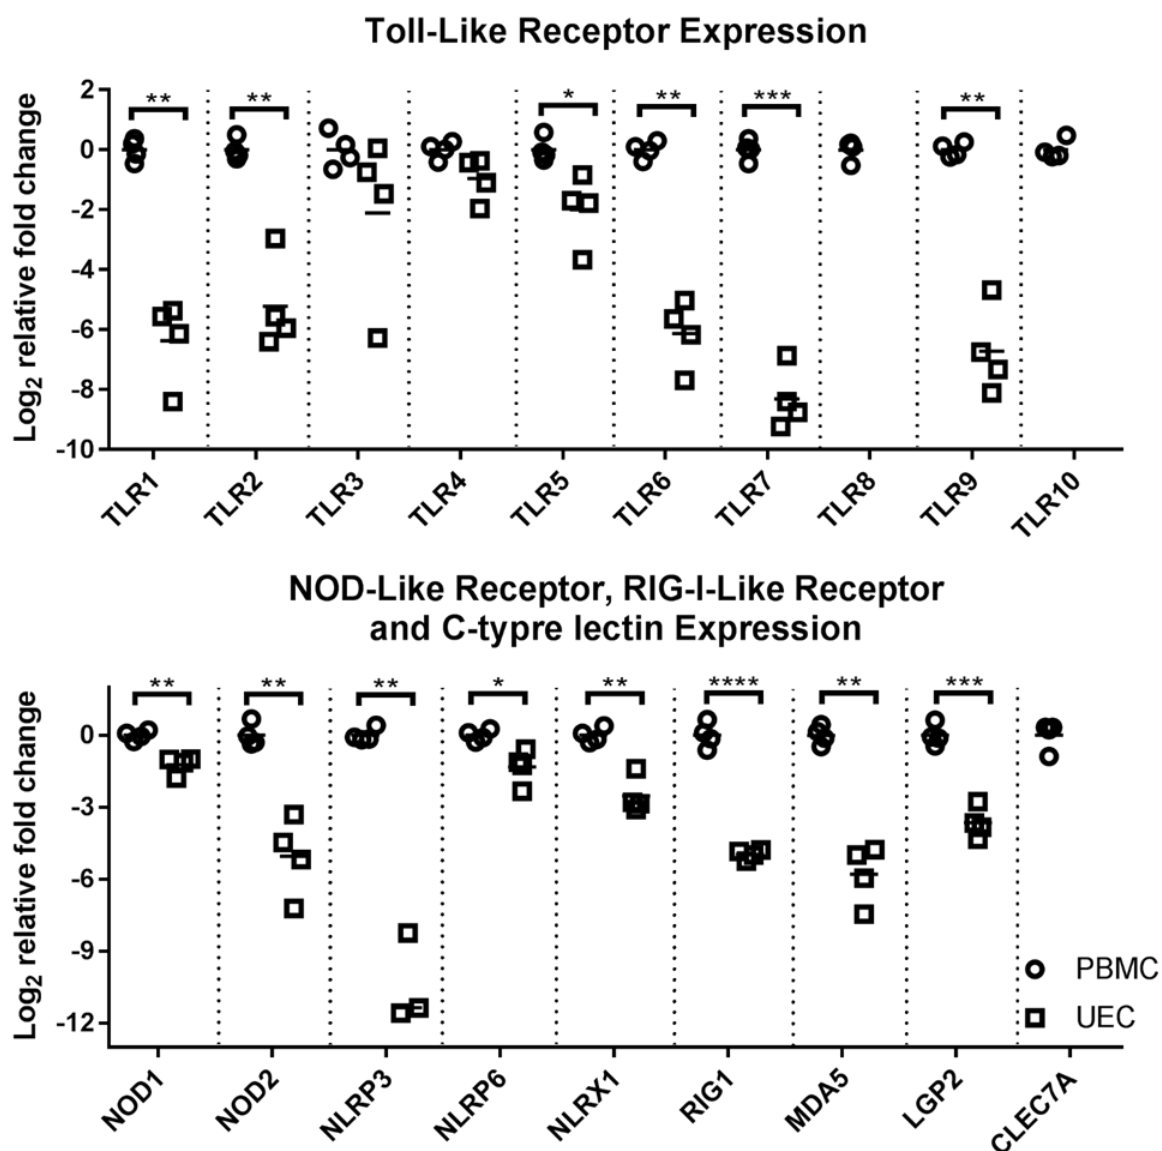 Toll-Like Receptor Expression
Log2 relative fold change
2
0
-2
-4
-6
-8
-10
** ** * ** *** **
TLR1 TLR2 TLR3 TLR4 TLR5 TLR6 TLR7 TLR8 TLR9 TLR10
NOD-Like Receptor, RIG-I-Like Receptor
and C-typre lectin Expression
Log2 relative fold change
0
-3
-6
-9
-12
** ** ** * ** **** ** ***
PBMC
UEC
NOD1 NOD2 NLRP3 NLRP6 NLRX1 RIG1 MDA5 LGP2 CLEC7A